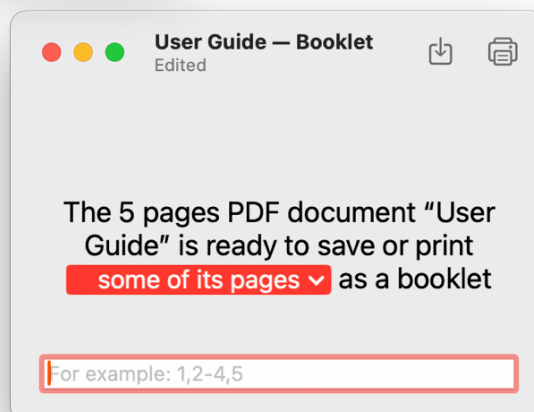 User Guide — Booklet
Edited
The 5 pages PDF document “User
Guide” is ready to save or print
some of its pages as a booklet
For example: 1,2-4,5